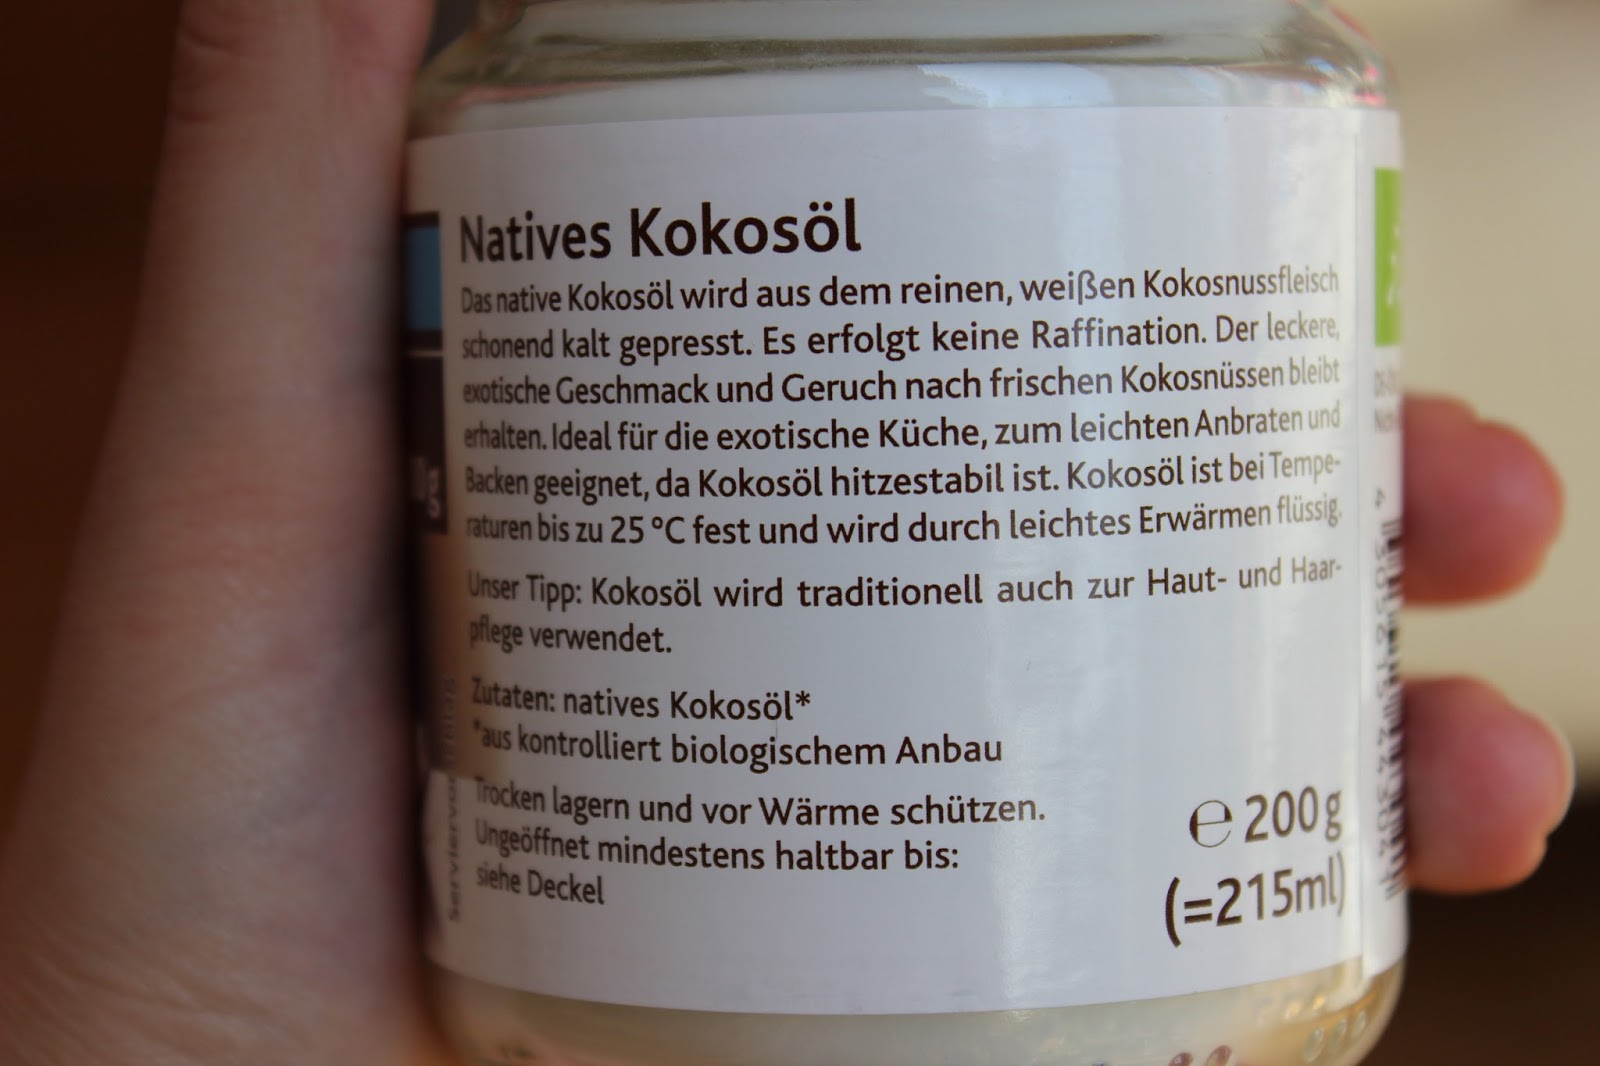 Natives Kokosöl
Das native Kokosöl wird aus dem reinen, weißen Kokosnussfleisch
schonend kalt gepresst. Es erfolgt keine Raffination. Der leckere,
exotische Geschmack und Geruch nach frischen Kokosnüssen bleibt
erhalten. Ideal für die exotische Küche, zum leichten Anbraten und
Backen geeignet, da Kokosöl hitzestabil ist. Kokosöl ist bei Tempe-
raturen bis zu 25 °C fest und wird durch leichtes Erwärmen flüssig.
Unser Tipp: Kokosöl wird traditionell auch zur Haut- und Haar-
pflege verwendet.
Zutaten: natives Kokosöl*
*aus kontrolliert biologischem Anbau
Trocken lagern und vor Wärme schützen.
Ungeöffnet mindestens haltbar bis:
siehe Deckel
℮ 200g
(=215ml)